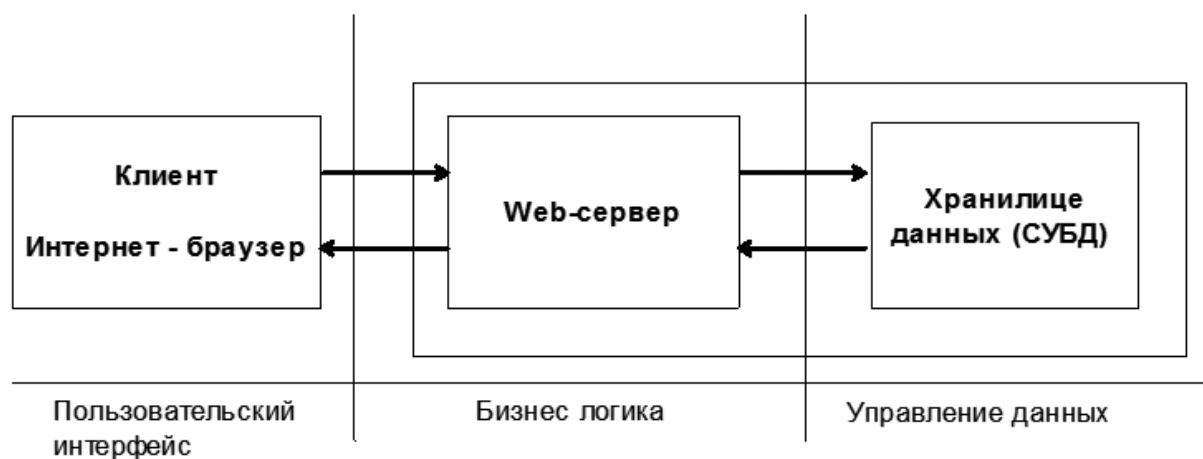 Клиент
Интернет - браузер
Web-сервер
Хранилице
данных (СУБД)
Пользовательский
интерфейс
Бизнес логика
Управление данных